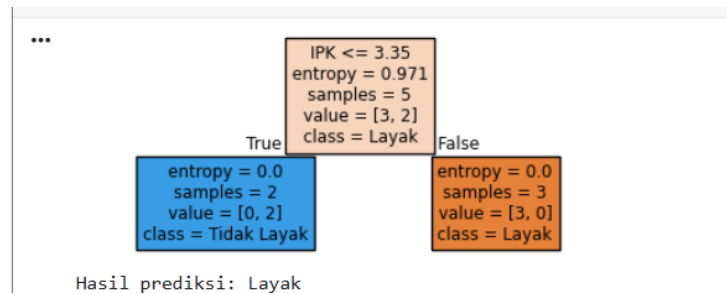 ...
IPK <= 3.35
entropy = 0.971
samples = 5
value = [3, 2]
class = Layak
True
False
entropy = 0.0
samples = 2
value = [0, 2]
class = Tidak Layak
entropy = 0.0
samples = 3
value = [3, 0]
class = Layak
Hasil prediksi: Layak